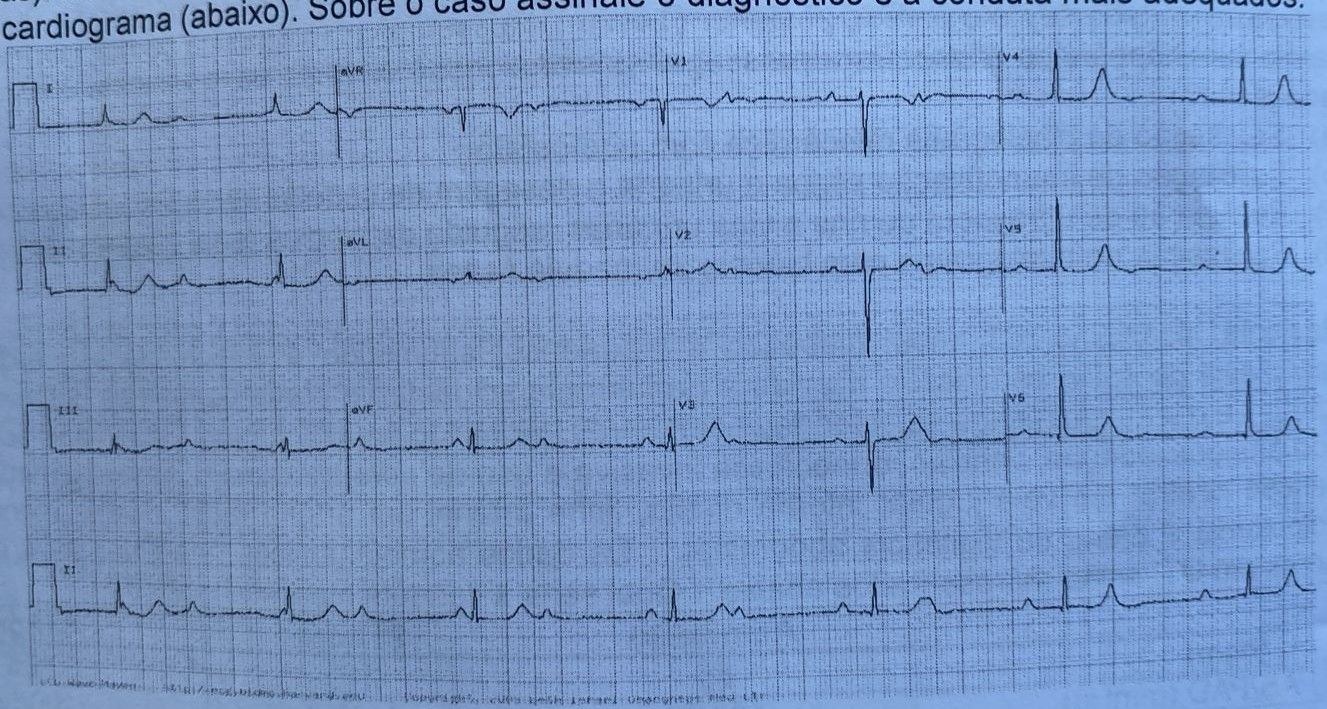 cardiograma (abaixo). Sobre o caso assinale o diagnóstico e a conduta mais adequados.
I
aVR
V1
V4
II
aVL
V2
V5
III
aVF
V3
V6
II